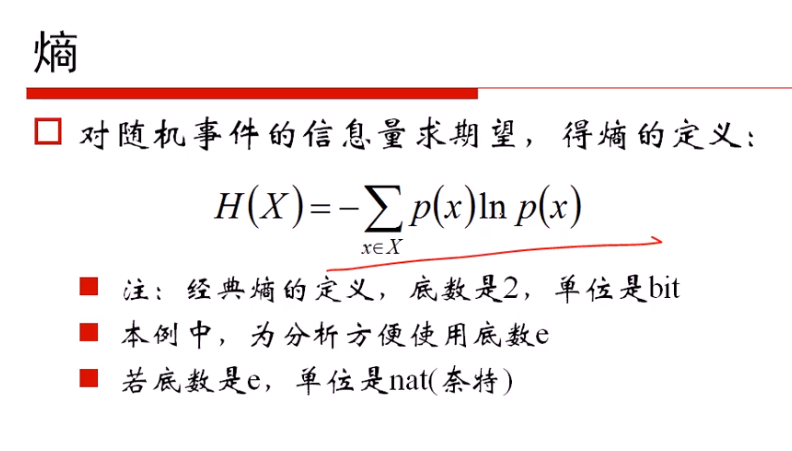 熵
对随机事件的信息量求期望，得熵的定义：
H(X)=-∑p(x)ln p(x)
x∈X
注：经典熵的定义，底数是2，单位是bit
本例中，为分析方便使用底数e
若底数是e，单位是nat(奈特)